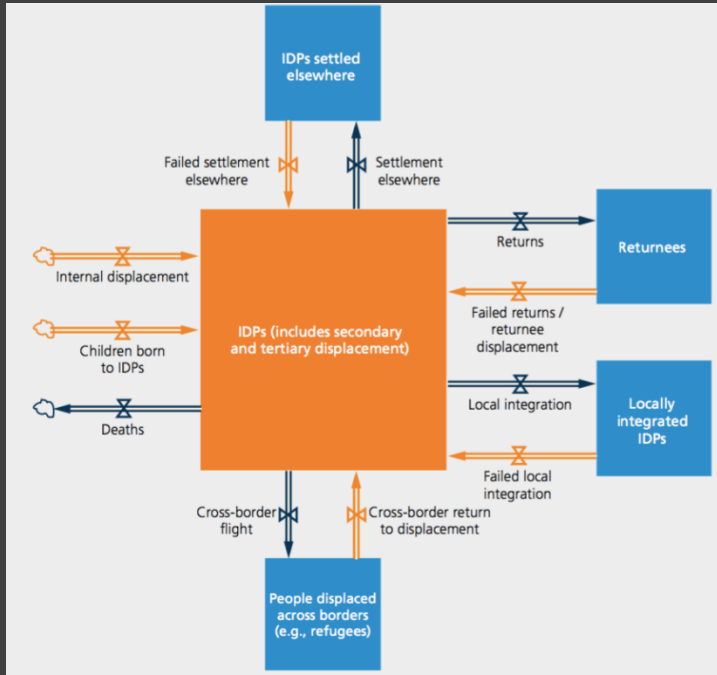 IDPs settled
elsewhere
Failed settlement
elsewhere
Settlement
elsewhere
Internal displacement
Children born
to IDPs
Deaths
IDPs (includes secondary
and tertiary displacement)
Returns
Returnees
Failed returns /
returnee
displacement
Local integration
Locally
integrated
IDPs
Failed local
integration
Cross-border
flight
Cross-border return
to displacement
People displaced
across borders
(e.g., refugees)